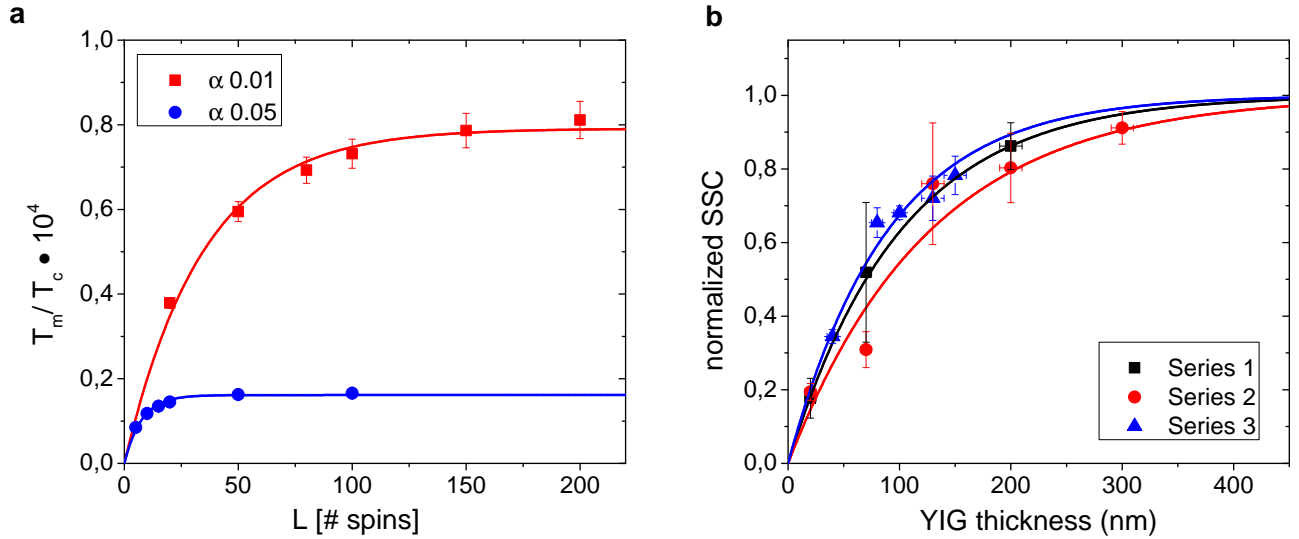 a
1,0
0,8
0,6
0,4
0,2
0,0
T_m/ T_c • 10^4
α 0.01
α 0.05
0 50 100 150 200
L [# spins]
b
1,0
0,8
0,6
0,4
0,2
0,0
normalized SSC
Series 1
Series 2
Series 3
0 100 200 300 400
YIG thickness (nm)